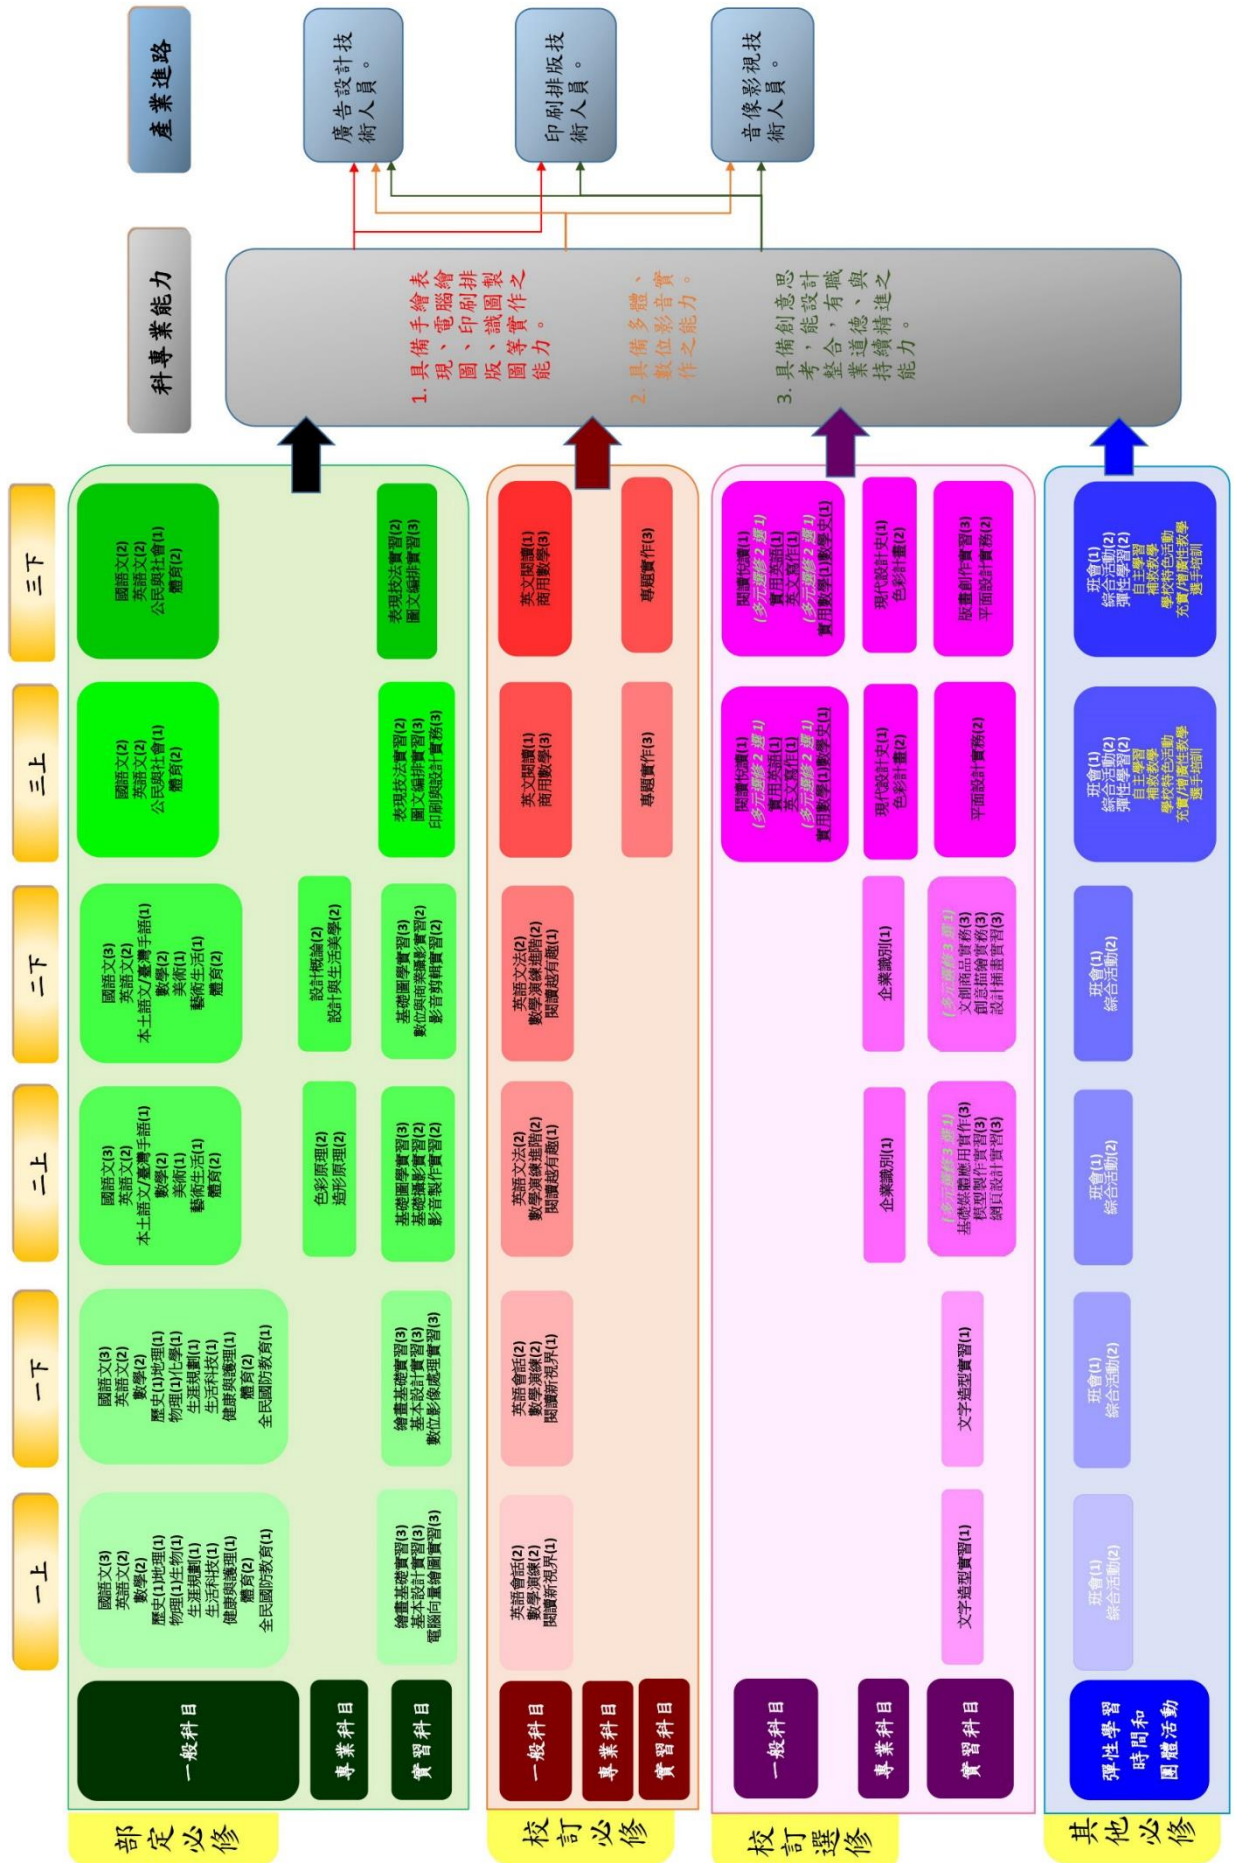 一上
一下
二上
二下
三上
三下
科專業能力
產業進路
部定必修
一般科目
國語文(3)
英語文(2)
數學(2)
歷史(1)地理(1)
物理(1)生物(1)
生涯規劃(1)
生活科技(1)
健康與護理(1)
體育(2)
全民國防教育(1)
國語文(3)
英語文(2)
數學(2)
歷史(1)地理(1)
物理(1)化學(1)
生涯規劃(1)
生活科技(1)
健康與護理(1)
體育(2)
全民國防教育(1)
國語文(3)
英語文(2)
本土語文/臺灣手語(1)
數學(2)
美術(1)
藝術生活(1)
體育(2)
國語文(3)
英語文(2)
本土語文/臺灣手語(1)
數學(2)
美術(1)
藝術生活(1)
體育(2)
國語文(2)
英語文(2)
公民與社會(1)
體育(2)
國語文(2)
英語文(2)
公民與社會(1)
體育(2)
專業科目
色彩原理(2)
造形原理(2)
設計概論(2)
設計與生活美學(2)
實習科目
繪畫基礎實習(3)
基本設計實習(3)
電腦向量繪圖實習(3)
繪畫基礎實習(3)
基本設計實習(3)
數位影像處理實習(3)
基礎圖學實習(3)
基礎攝影實習(2)
影音製作實習(2)
基礎圖學實習(3)
數位與商業攝影實習(2)
影音剪輯實習(2)
表現技法實習(2)
圖文編排實習(3)
印刷與設計實務(3)
表現技法實習(2)
圖文編排實習(3)
校訂必修
一般科目
英語會話(2)
數學演練(2)
閱讀新視界(1)
英語會話(2)
數學演練(2)
閱讀新視界(1)
英語文法(2)
數學演練進階(2)
閱讀越有趣(1)
英語文法(2)
數學演練進階(2)
閱讀越有趣(1)
英文閱讀(1)
商用數學(3)
英文閱讀(1)
商用數學(3)
專業科目
實習科目
專題實作(3)
專題實作(3)
校訂選修
一般科目
閱讀悅讀(1)
(多元選修 2 選 1)
實用英語(1)
英文寫作(1)
(多元選修 2 選 1)
實用數學(1)數學史(1)
閱讀悅讀(1)
(多元選修 2 選 1)
實用英語(1)
英文寫作(1)
(多元選修 2 選 1)
實用數學(1)數學史(1)
專業科目
企業識別(1)
企業識別(1)
現代設計史(1)
色彩計畫(2)
現代設計史(1)
色彩計畫(2)
實習科目
文字造型實習(1)
文字造型實習(1)
(多元選修 3 選 1)
基礎媒體應用實作(3)
模型製作實習(3)
網頁設計實習(3)
(多元選修 3 選 1)
文創商品實務(3)
創意描繪實務(3)
設計插畫實習(3)
平面設計實務(2)
版畫創作實習(3)
平面設計實務(2)
其他必修
彈性學習
時間和
團體活動
班會(1)
綜合活動(2)
班會(1)
綜合活動(2)
班會(1)
綜合活動(2)
班會(1)
綜合活動(2)
班會(1)
綜合活動(2)
彈性學習(2)
自主學習
補救教學
學校特色活動
充實/增廣性教學
選手培訓
班會(1)
綜合活動(2)
彈性學習(2)
自主學習
補救教學
學校特色活動
充實/增廣性教學
選手培訓
1. 具備手繪表
現、電腦繪
圖、印刷排
版、識圖製
圖等實作之
能力。
2. 具備多體、
數位影音實
作之能力。
3. 具備創意思
考，能設計
整合，有職
業道德、與
持續精進之
能力。
廣告設計技
術人員。
印刷排版技
術人員。
音像影視技
術人員。